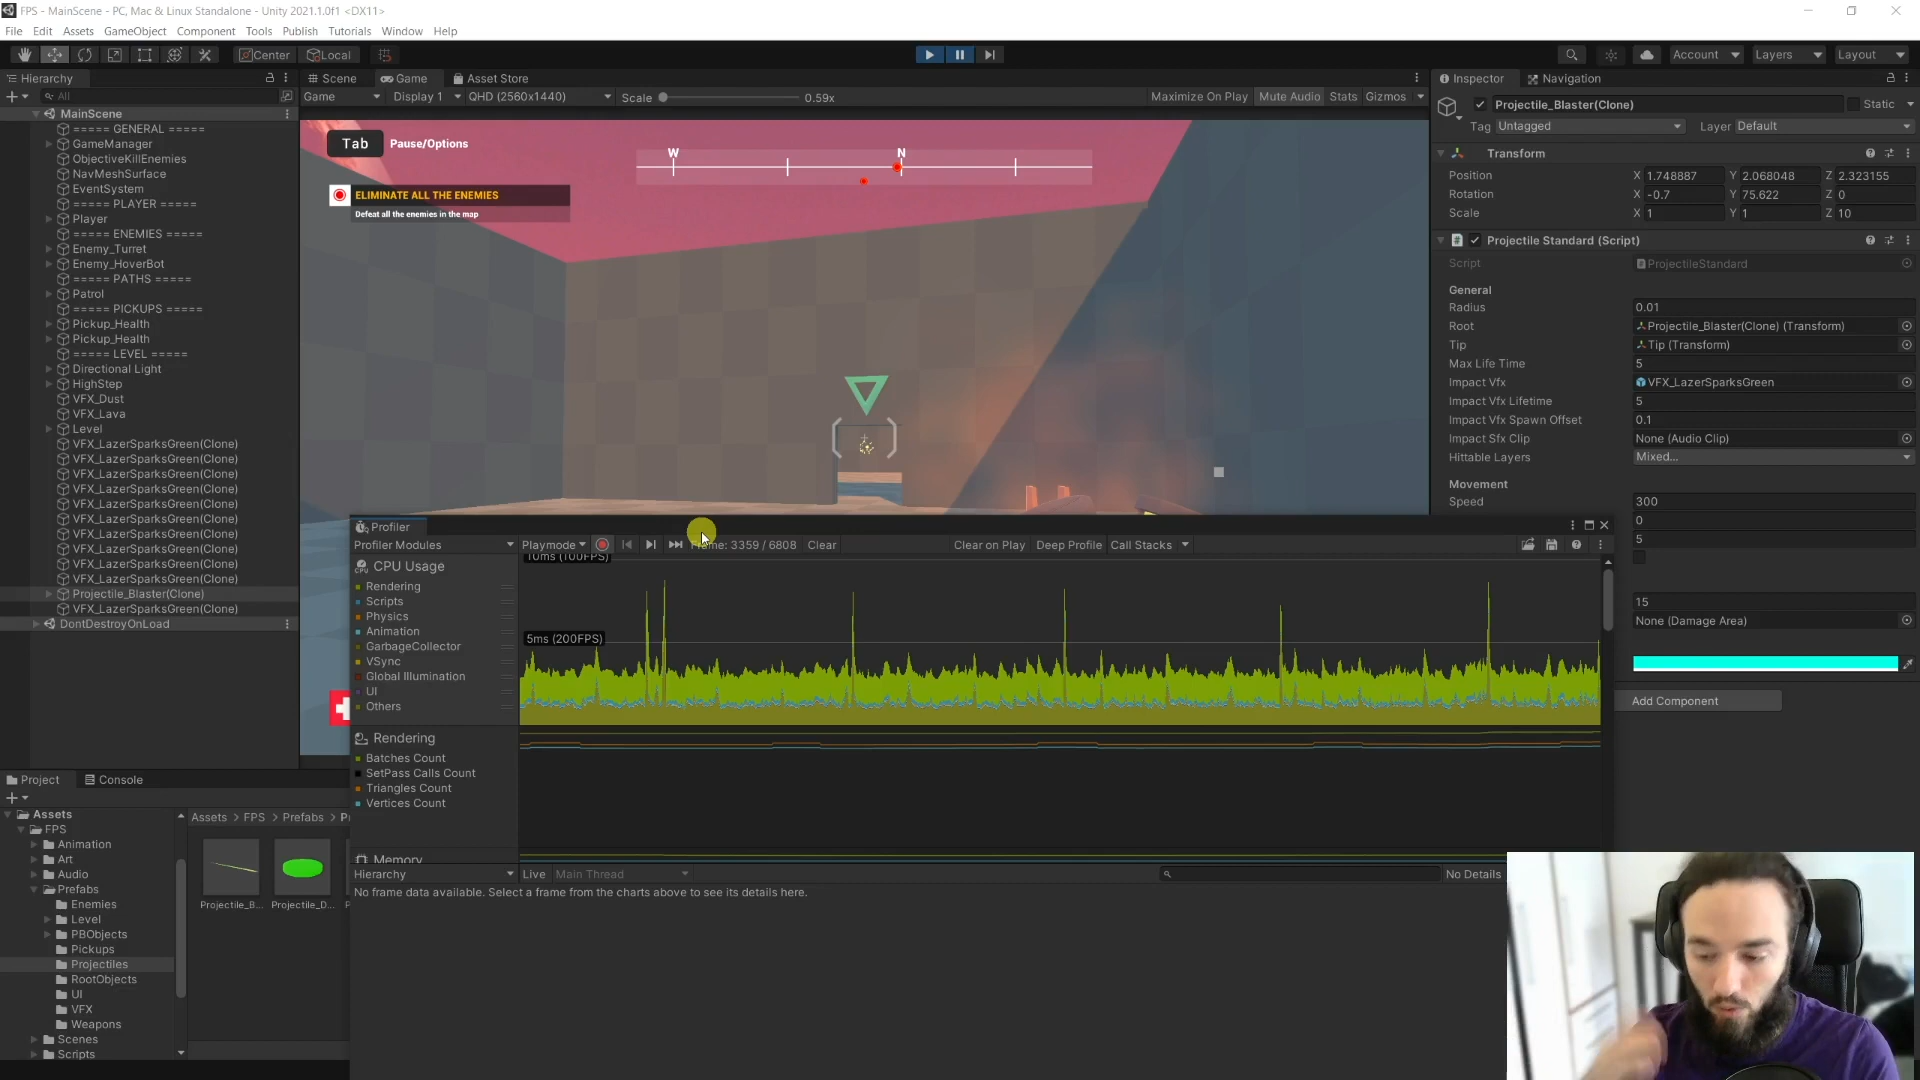 FPS - MainScene - PC, Mac & Linux Standalone - Unity 2021.1.0f1 <DX11>
File Edit Assets GameObject Component Tools Publish Tutorials Window Help
Center Local Account Layers Layout
Hierarchy
All
MainScene
===== GENERAL =====
GameManager
ObjectiveKillEnemies
NavMeshSurface
EventSystem
===== PLAYER =====
Player
===== ENEMIES =====
Enemy_Turret
Enemy_HoverBot
===== PATHS =====
Patrol
===== PICKUPS =====
Pickup_Health
Pickup_Health
===== LEVEL =====
Directional Light
HighStep
VFX_Dust
VFX_Lava
Level
VFX_LazerSparksGreen(Clone)
VFX_LazerSparksGreen(Clone)
VFX_LazerSparksGreen(Clone)
VFX_LazerSparksGreen(Clone)
VFX_LazerSparksGreen(Clone)
VFX_LazerSparksGreen(Clone)
VFX_LazerSparksGreen(Clone)
VFX_LazerSparksGreen(Clone)
VFX_LazerSparksGreen(Clone)
VFX_LazerSparksGreen(Clone)
Projectile_Blaster(Clone)
VFX_LazerSparksGreen(Clone)
DontDestroyOnLoad
Scene Game Asset Store
Game Display 1 QHD (2560x1440) Scale 0.59x Maximize On Play Mute Audio Stats Gizmos
Tab Pause/Options
W N
ELIMINATE ALL THE ENEMIES
Defeat all the enemies in the map
Inspector Navigation
Projectile_Blaster(Clone) Static
Tag Untagged Layer Default
Transform
Position X 1.748887 Y 2.068048 Z 2.323155
Rotation X -0.7 Y 75.622 Z 0
Scale X 1 Y 1 Z 10
Projectile Standard (Script)
Script ProjectileStandard
General
Radius 0.01
Root Projectile_Blaster(Clone) (Transform)
Tip Tip (Transform)
Max Life Time 5
Impact Vfx VFX_LazerSparksGreen
Impact Vfx Lifetime 5
Impact Vfx Spawn Offset 0.1
Impact Sfx Clip None (Audio Clip)
Hittable Layers Mixed...
Movement
Speed 300
0
5
15
None (Damage Area)
Add Component
Profiler
Profiler Modules Playmode Frame: 3359 / 6808 Clear Clear on Play Deep Profile Call Stacks
CPU Usage
Rendering
Scripts
Physics
Animation
GarbageCollector
VSync
Global Illumination
UI
Others
10ms (100FPS)
5ms (200FPS)
Rendering
Batches Count
SetPass Calls Count
Triangles Count
Vertices Count
Memory
Hierarchy Live Main Thread No Details
No frame data available. Select a frame from the charts above to see its details here.
Project Console
Assets
FPS
Animation
Art
Audio
Prefabs
Enemies
Level
PBObjects
Pickups
Projectiles
RootObjects
UI
VFX
Weapons
Scenes
Scripts
Assets > FPS > Prefabs >
Projectile_B... Projectile_D...